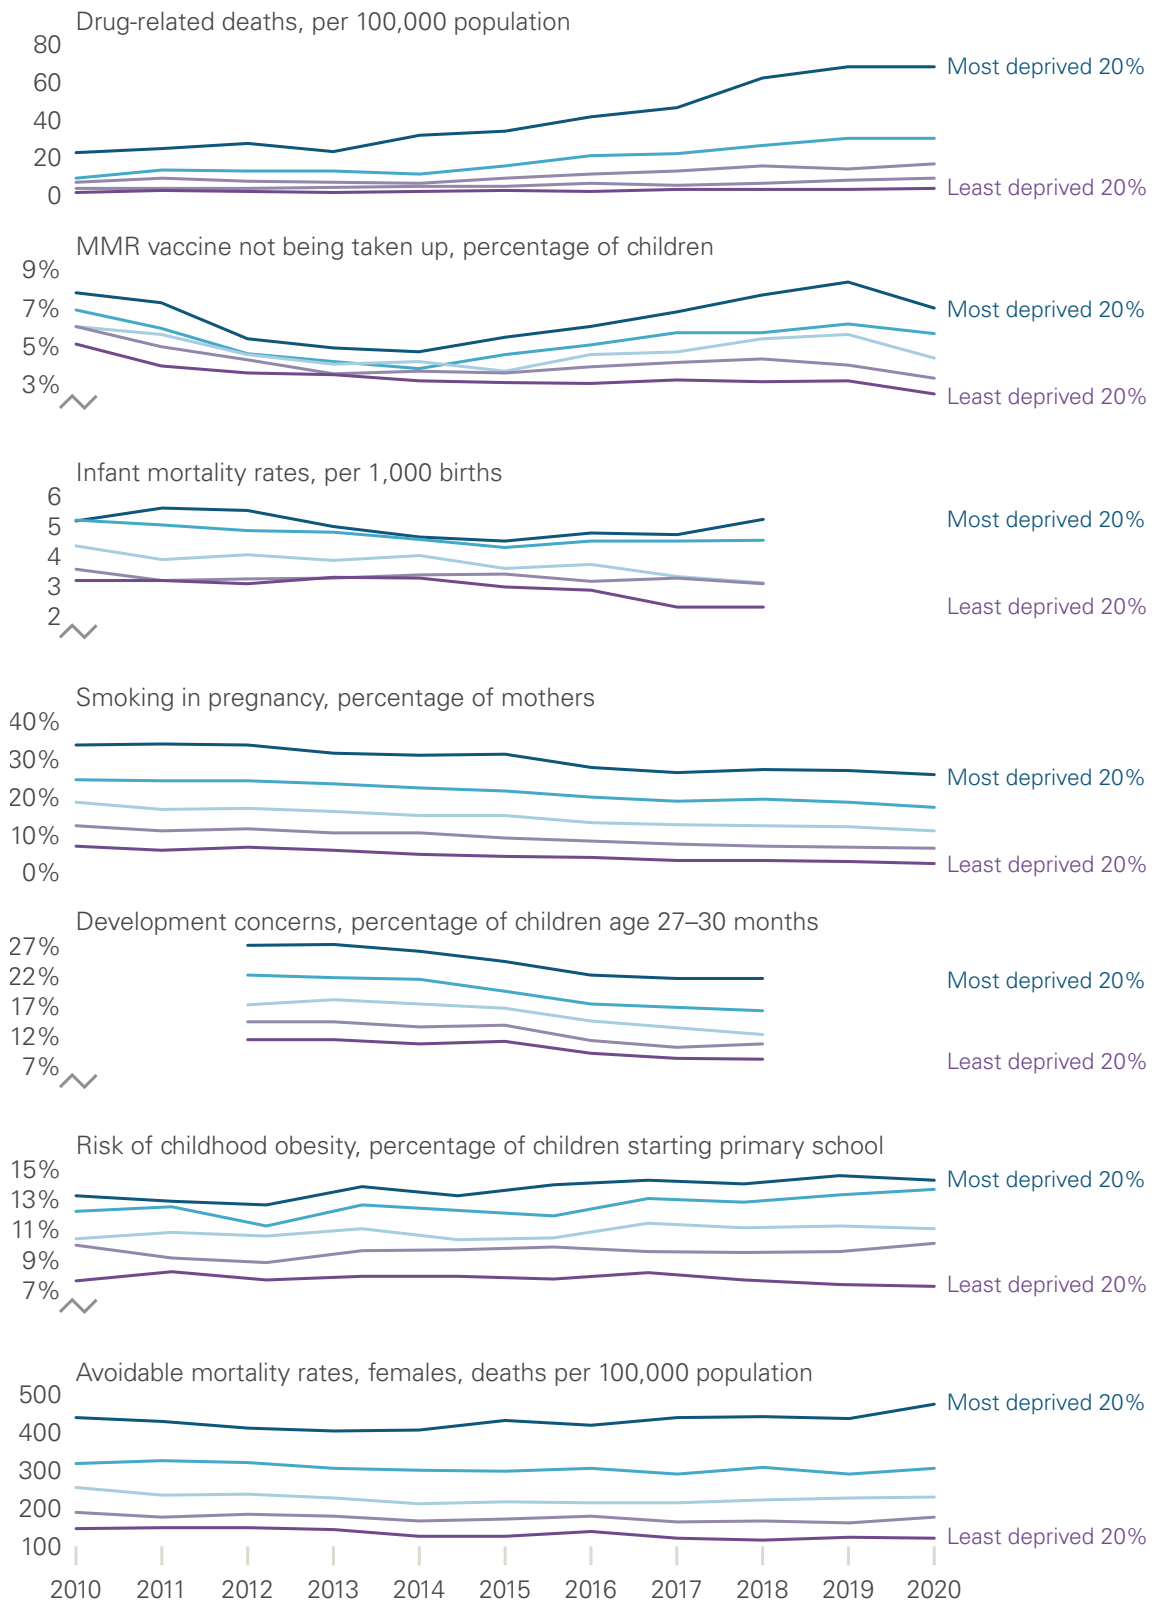 Drug-related deaths, per 100,000 population
80
60
40
20
0
Most deprived 20%
Least deprived 20%
MMR vaccine not being taken up, percentage of children
9%
7%
5%
3%
Most deprived 20%
Least deprived 20%
Infant mortality rates, per 1,000 births
6
5
4
3
2
Most deprived 20%
Least deprived 20%
Smoking in pregnancy, percentage of mothers
40%
30%
20%
10%
0%
Most deprived 20%
Least deprived 20%
Development concerns, percentage of children age 27–30 months
27%
22%
17%
12%
7%
Most deprived 20%
Least deprived 20%
Risk of childhood obesity, percentage of children starting primary school
15%
13%
11%
9%
7%
Most deprived 20%
Least deprived 20%
Avoidable mortality rates, females, deaths per 100,000 population
500
400
300
200
100
Most deprived 20%
Least deprived 20%
2010 2011 2012 2013 2014 2015 2016 2017 2018 2019 2020